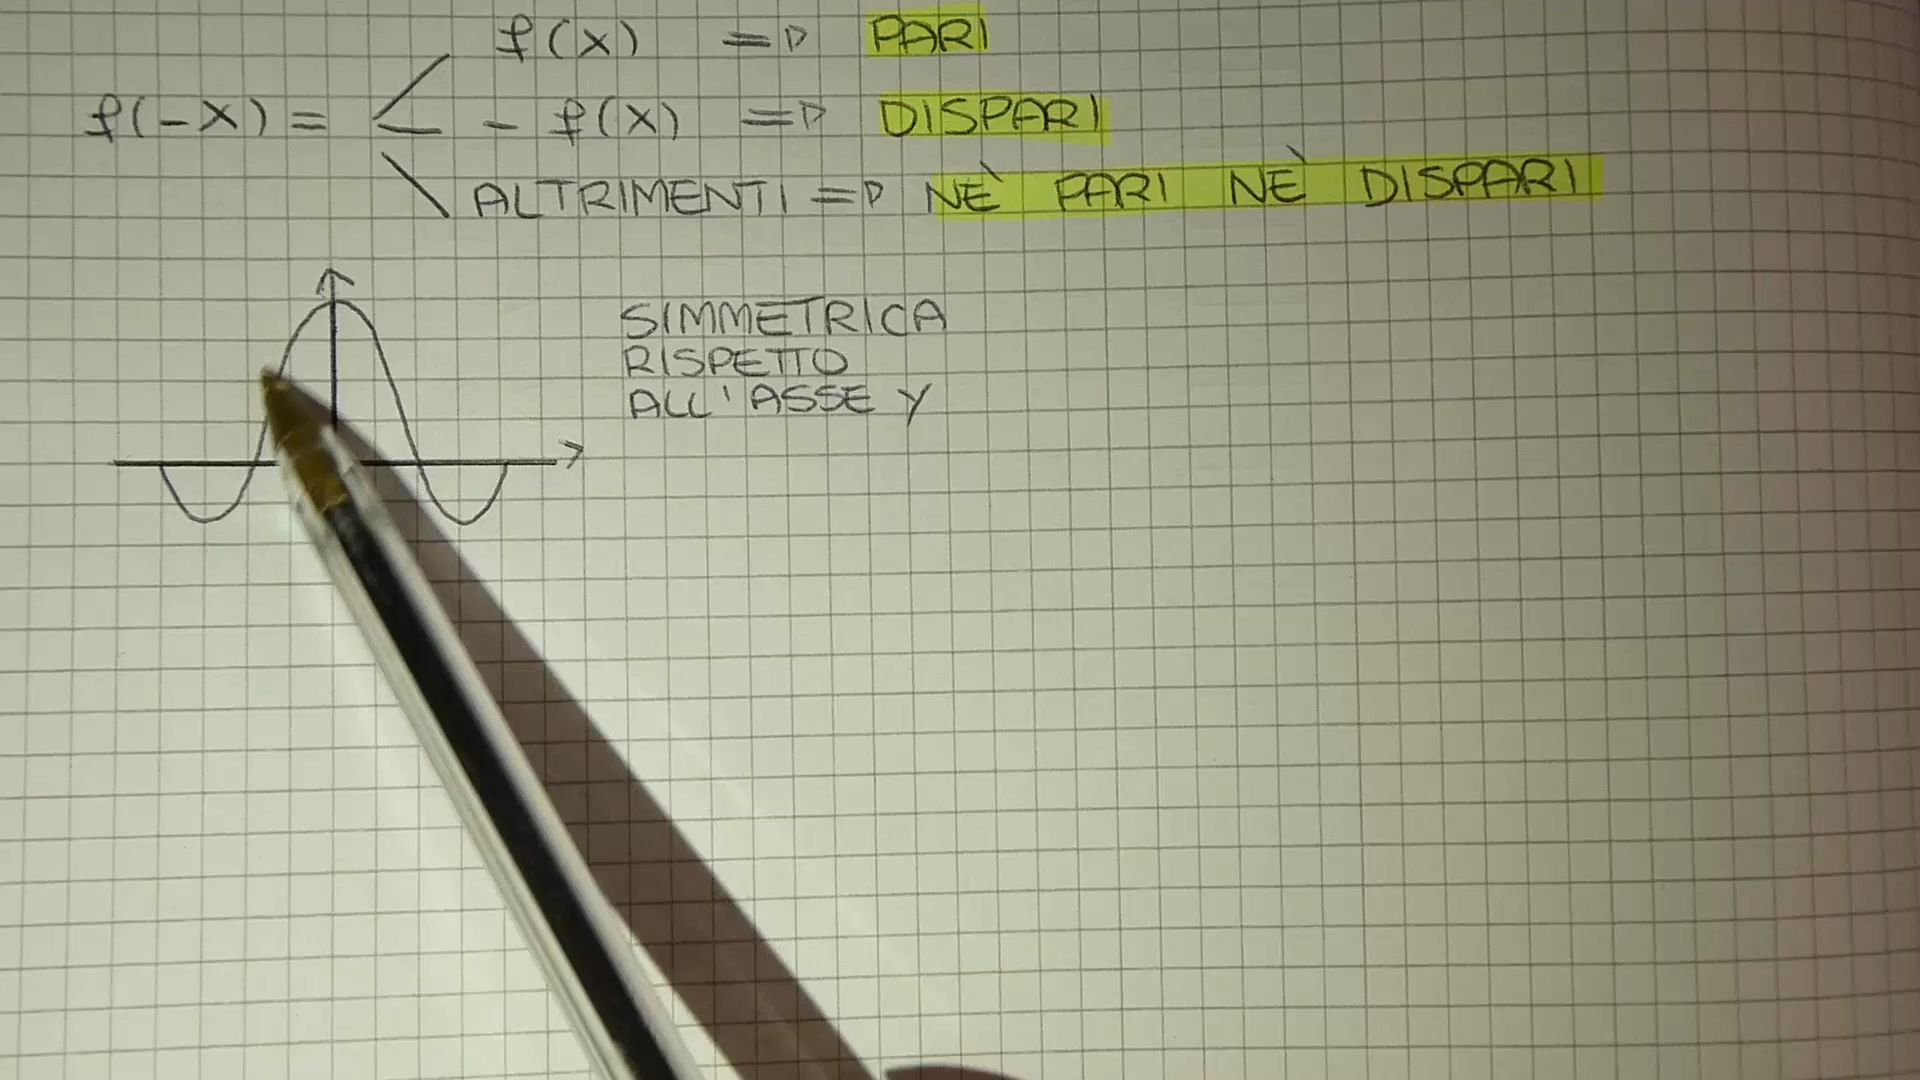 f(x) => PARI
f(-x) = - f(x) => DISPARI
ALTRIMENTI => NÈ PARI NÈ DISPARI
SIMMETRICA
RISPETTO
ALL'ASSE Y